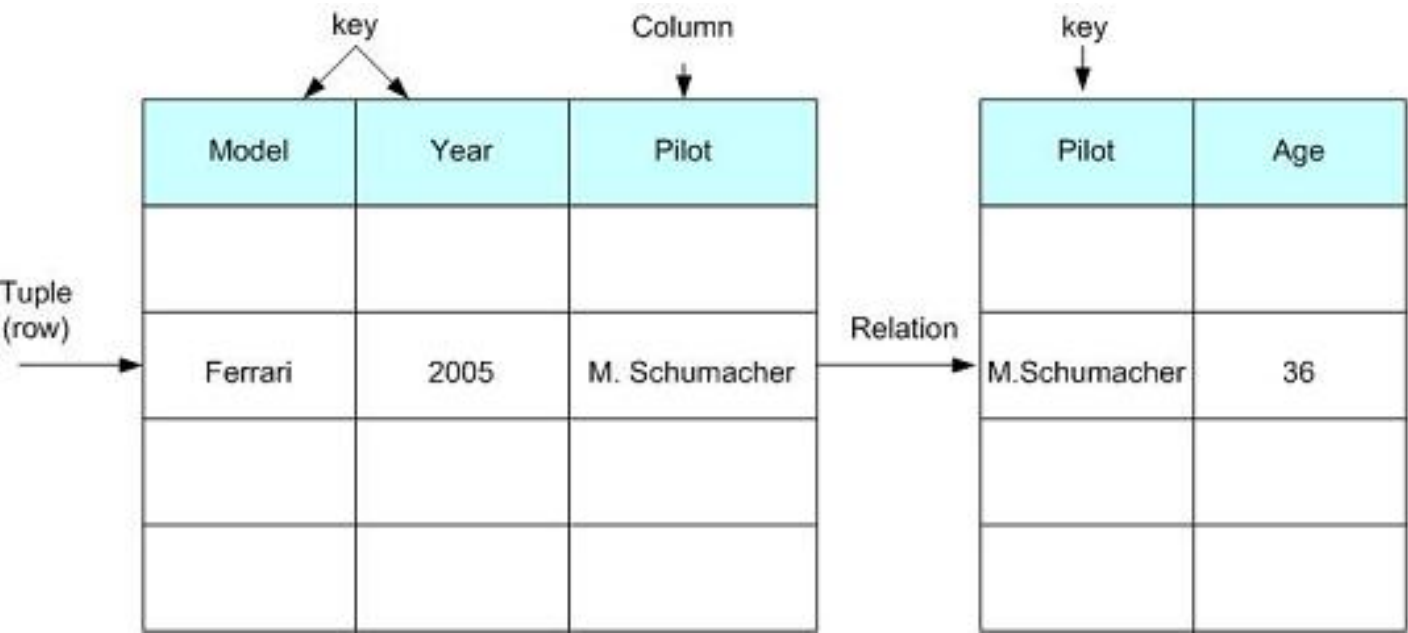 key
Column
key
Model Year Pilot
Pilot Age
Tuple
(row)
Relation
Ferrari 2005 M. Schumacher
M.Schumacher 36